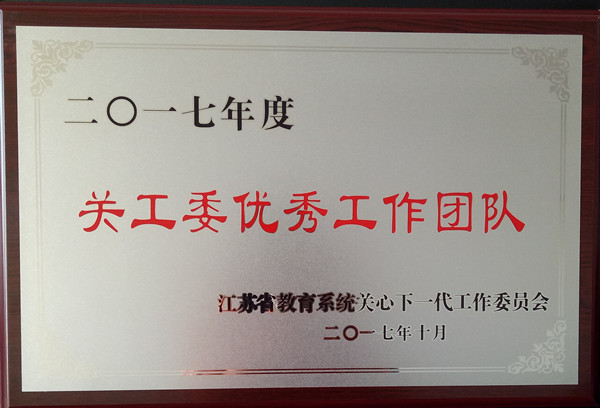 二〇一七年度
关工委优秀工作团队
江苏省教育系统关心下一代工作委员会
二〇一七年十月